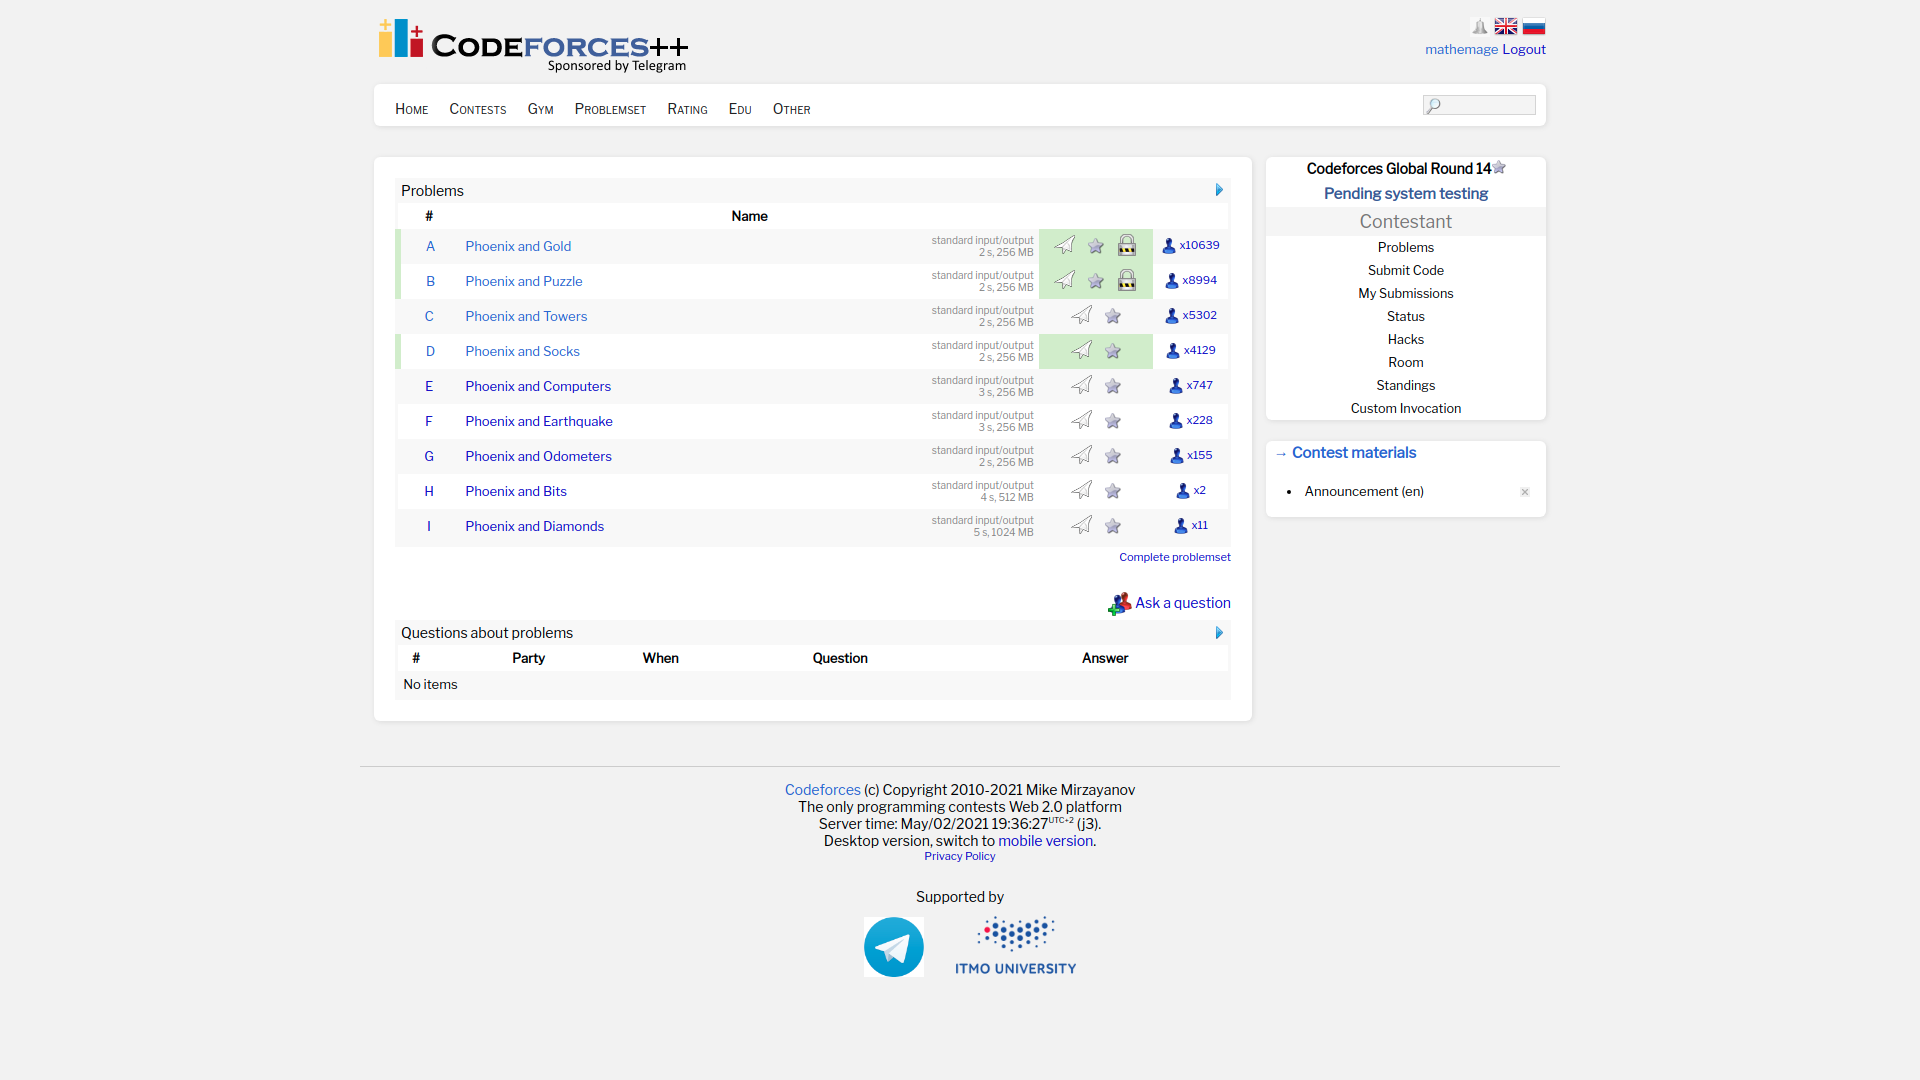 CODEFORCES++
Sponsored by Telegram
mathemage Logout
Home Contests Gym Problemset Rating Edu Other
Problems
# Name
A Phoenix and Gold standard input/output 2 s, 256 MB x10639
B Phoenix and Puzzle standard input/output 2 s, 256 MB x8994
C Phoenix and Towers standard input/output 2 s, 256 MB x5302
D Phoenix and Socks standard input/output 2 s, 256 MB x4129
E Phoenix and Computers standard input/output 3 s, 256 MB x747
F Phoenix and Earthquake standard input/output 3 s, 256 MB x228
G Phoenix and Odometers standard input/output 2 s, 256 MB x155
H Phoenix and Bits standard input/output 4 s, 512 MB x2
I Phoenix and Diamonds standard input/output 5 s, 1024 MB x11
Complete problemset
Ask a question
Questions about problems
# Party When Question Answer
No items
Codeforces Global Round 14
Pending system testing
Contestant
Problems
Submit Code
My Submissions
Status
Hacks
Room
Standings
Custom Invocation
→ Contest materials
Announcement (en)
Codeforces (c) Copyright 2010-2021 Mike Mirzayanov
The only programming contests Web 2.0 platform
Server time: May/02/2021 19:36:27UTC+2 (j3).
Desktop version, switch to mobile version.
Privacy Policy
Supported by
ITMO UNIVERSITY